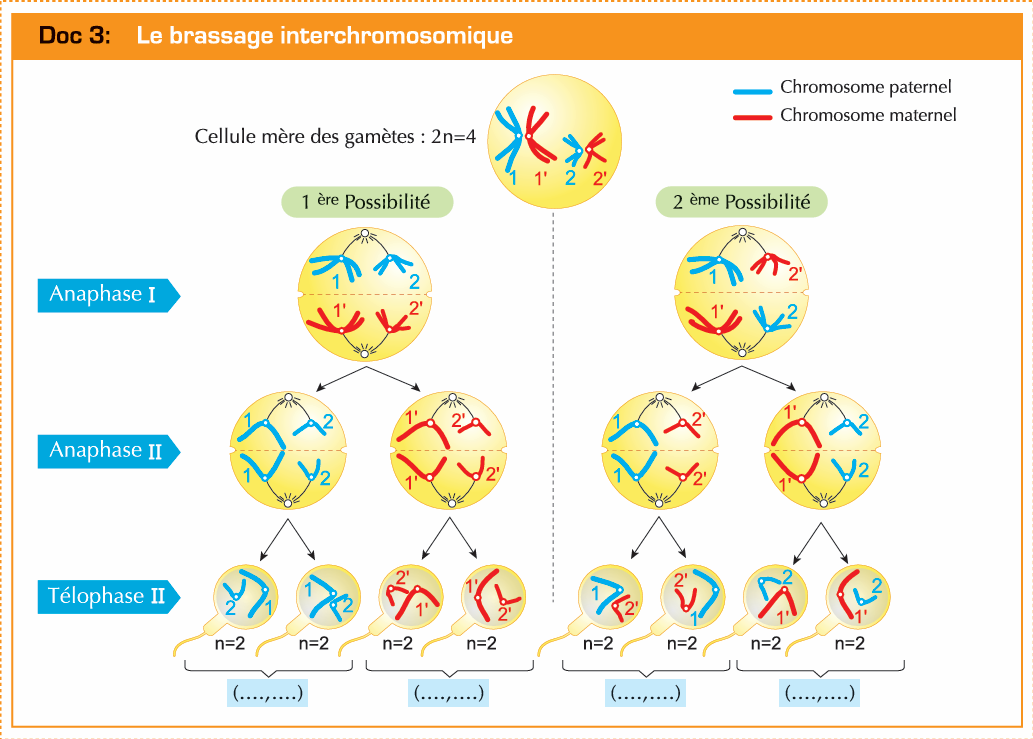 Doc 3: Le brassage interchromosomique
Chromosome paternel
Chromosome maternel
Cellule mère des gamètes : 2n=4
1 1' 2 2'
1 ère Possibilité
2 ème Possibilité
Anaphase I
1 2
1' 2'
1 2'
1' 2
Anaphase II
1 2 1' 2' 1 2' 1' 2
1 2 1' 2' 1 2' 1' 2
Télophase II
2 1 1 2 2' 1' 1' 2' 1 2' 2' 1 2 1' 2 1'
n=2 n=2 n=2 n=2 n=2 n=2 n=2 n=2
(....,....) (....,....) (....,....) (....,....)